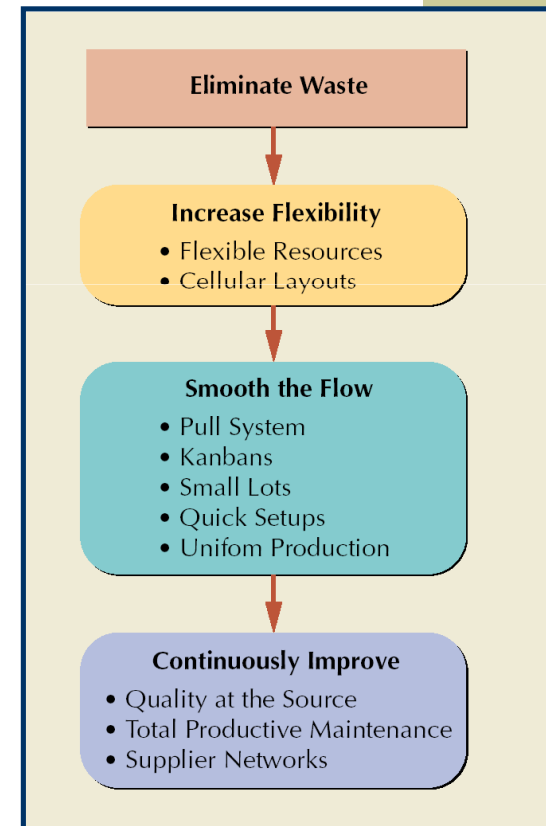 Eliminate Waste
Increase Flexibility
• Flexible Resources
• Cellular Layouts
Smooth the Flow
• Pull System
• Kanbans
• Small Lots
• Quick Setups
• Unifom Production
Continuously Improve
• Quality at the Source
• Total Productive Maintenance
• Supplier Networks